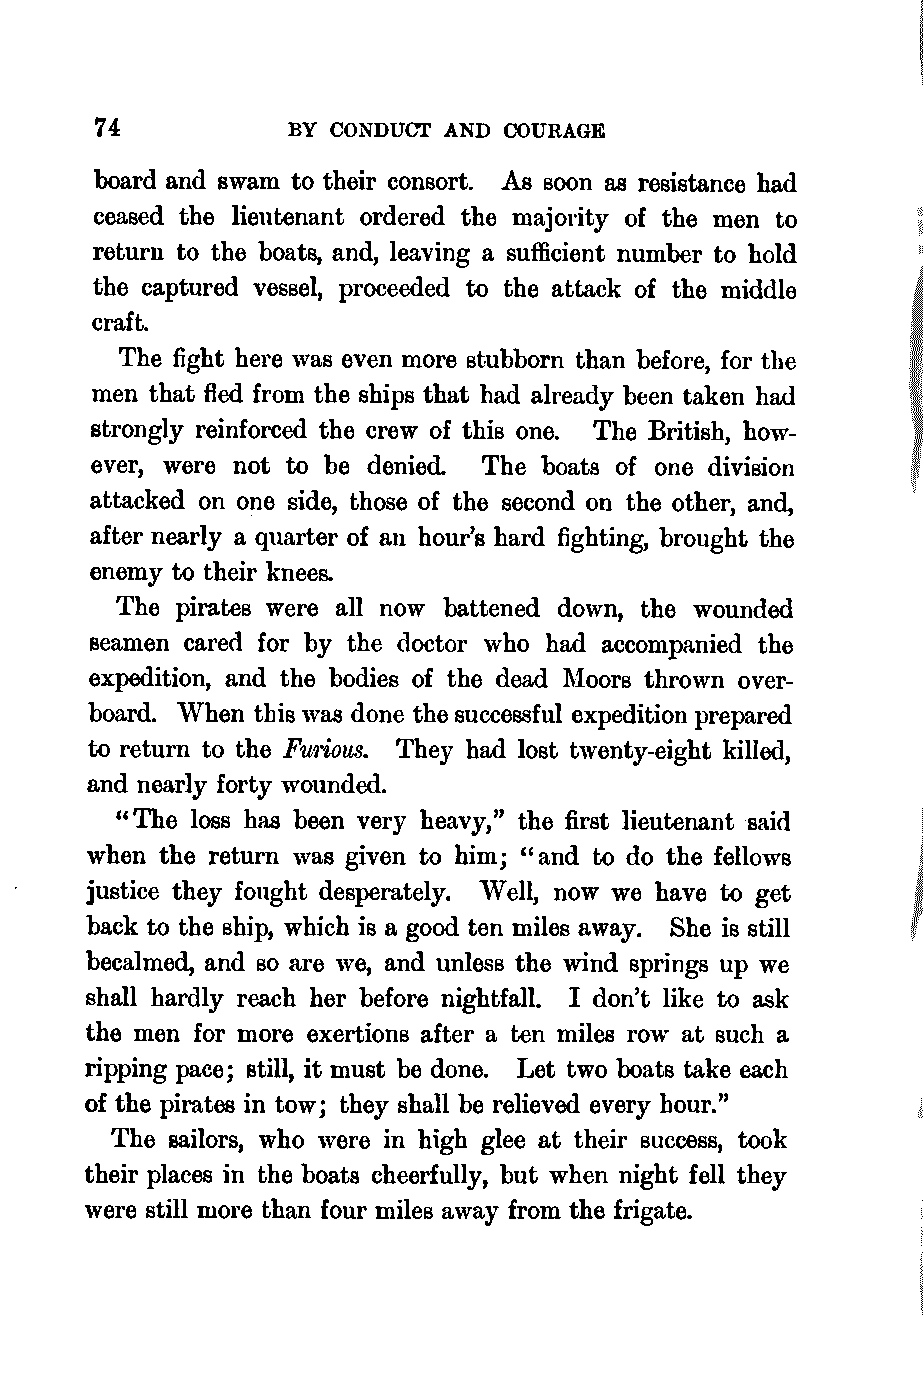 74 BY CONDUCT AND COURAGE
board and swam to their consort. As soon as resistance had
ceased the lieutenant ordered the majority of the men to
return to the boats, and, leaving a sufficient number to hold
the captured vessel, proceeded to the attack of the middle
craft.
The fight here was even more stubborn than before, for the
men that fled from the ships that had already been taken had
strongly reinforced the crew of this one. The British, how-
ever, were not to be denied. The boats of one division
attacked on one side, those of the second on the other, and,
after nearly a quarter of an hour's hard fighting, brought the
enemy to their knees.
The pirates were all now battened down, the wounded
seamen cared for by the doctor who had accompanied the
expedition, and the bodies of the dead Moors thrown over-
board. When this was done the successful expedition prepared
to return to the Furious. They had lost twenty-eight killed,
and nearly forty wounded.
"The loss has been very heavy," the first lieutenant said
when the return was given to him; "and to do the fellows
justice they fought desperately. Well, now we have to get
back to the ship, which is a good ten miles away. She is still
becalmed, and so are we, and unless the wind springs up we
shall hardly reach her before nightfall. I don't like to ask
the men for more exertions after a ten miles row at such a
ripping pace; still, it must be done. Let two boats take each
of the pirates in tow; they shall be relieved every hour."
The sailors, who were in high glee at their success, took
their places in the boats cheerfully, but when night fell they
were still more than four miles away from the frigate.